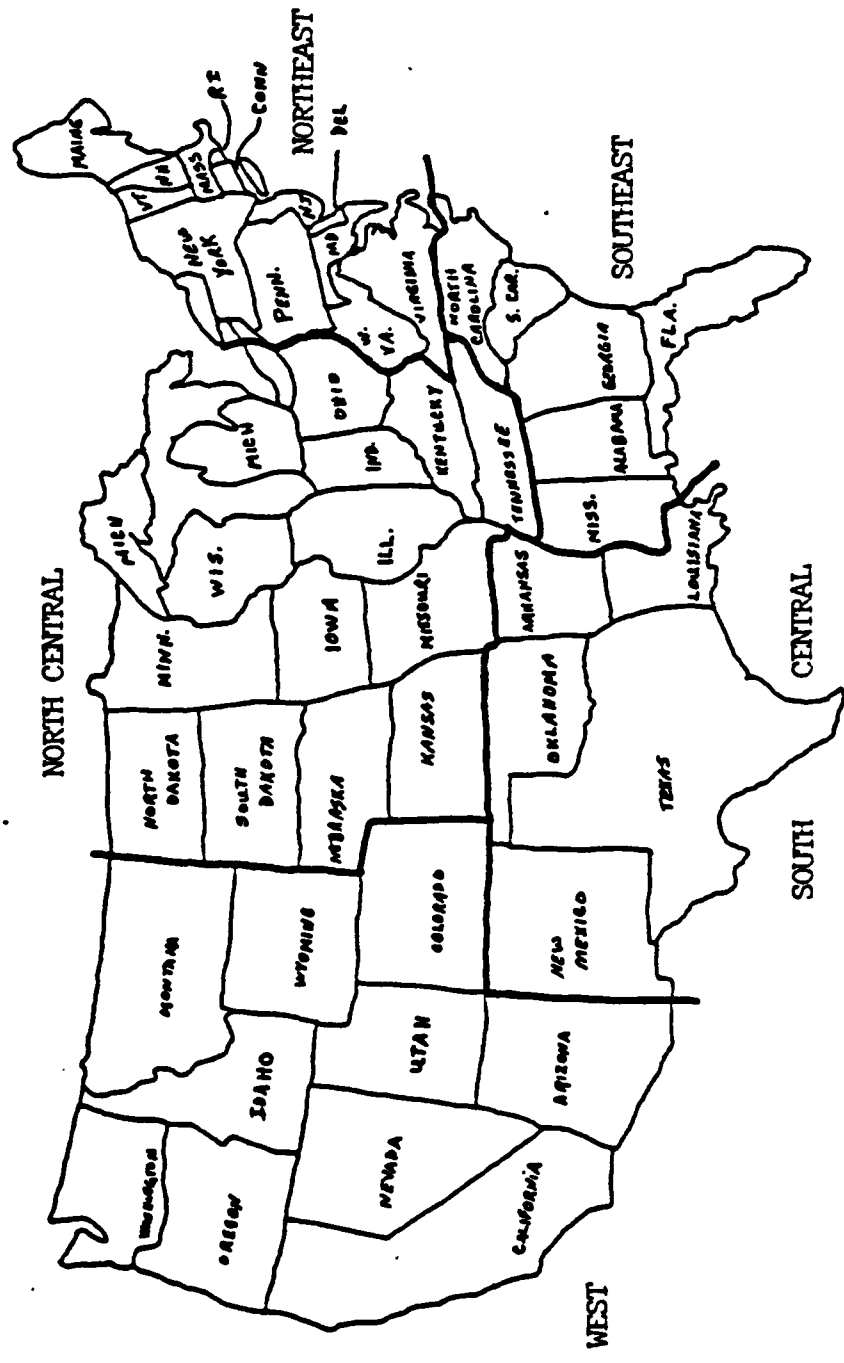 NORTH CENTRAL
NORTHEAST
SOUTHEAST
SOUTH CENTRAL
WEST
WASHINGTON
OREGON
CALIFORNIA
NEVADA
IDAHO
MONTANA
WYOMING
UTAH
ARIZONA
COLORADO
NEW
MEXICO
NORTH
DAKOTA
SOUTH
DAKOTA
NEBRASKA
KANSAS
OKLAHOMA
TEXAS
MINN.
IOWA
MISSOURI
ARKANSAS
LOUISIANA
WIS.
ILL.
MICH
MICH
IND.
OHIO
KENTUCKY
TENNESSEE
MISS.
ALABAMA
GEORGIA
FLA.
S. CAR.
NORTH
CAROLINA
VIRGINIA
W.
VA.
MD
DEL
PENN.
NJ
NEW
YORK
CONN
RI
MASS
VT
NH
MAINE